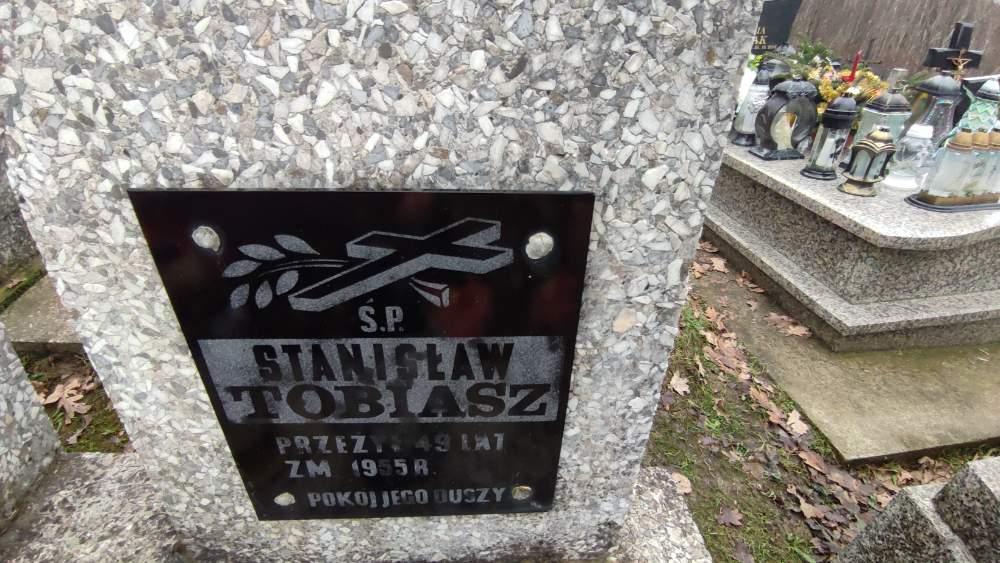 Ś.P.
STANISŁAW
TOBIASZ
PRZEŻYŁ 49 LAT
ZM 1955 R.
POKÓJ JEGO DUSZY